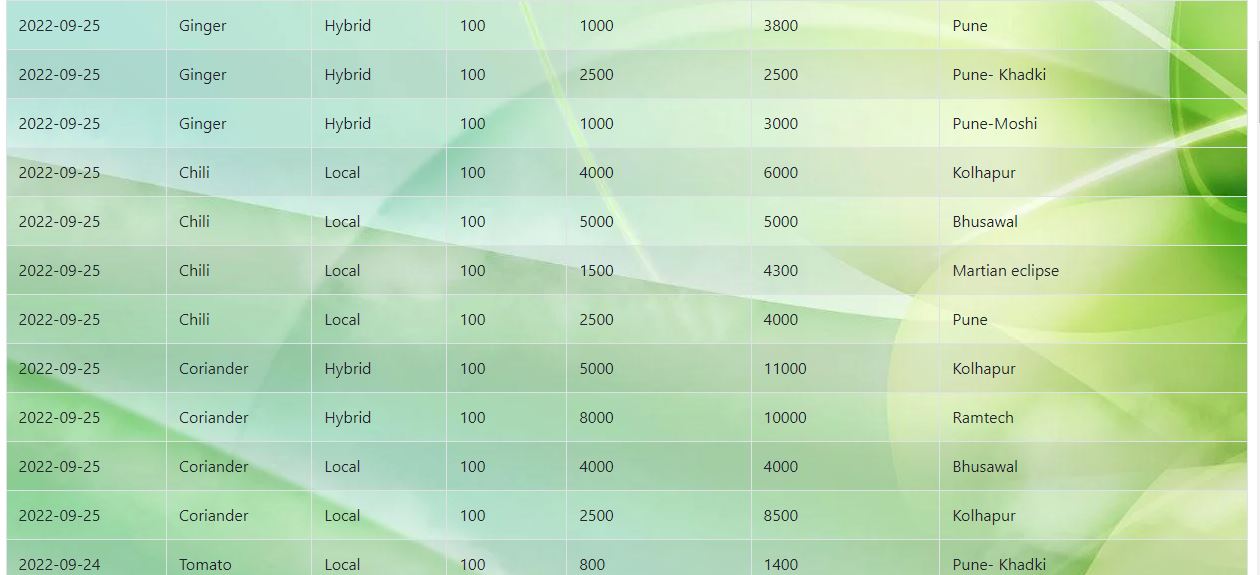 2022-09-25 Ginger Hybrid 100 1000 3800 Pune
2022-09-25 Ginger Hybrid 100 2500 2500 Pune- Khadki
2022-09-25 Ginger Hybrid 100 1000 3000 Pune-Moshi
2022-09-25 Chili Local 100 4000 6000 Kolhapur
2022-09-25 Chili Local 100 5000 5000 Bhusawal
2022-09-25 Chili Local 100 1500 4300 Martian eclipse
2022-09-25 Chili Local 100 2500 4000 Pune
2022-09-25 Coriander Hybrid 100 5000 11000 Kolhapur
2022-09-25 Coriander Hybrid 100 8000 10000 Ramtech
2022-09-25 Coriander Local 100 4000 4000 Bhusawal
2022-09-25 Coriander Local 100 2500 8500 Kolhapur
2022-09-24 Tomato Local 100 800 1400 Pune- Khadki